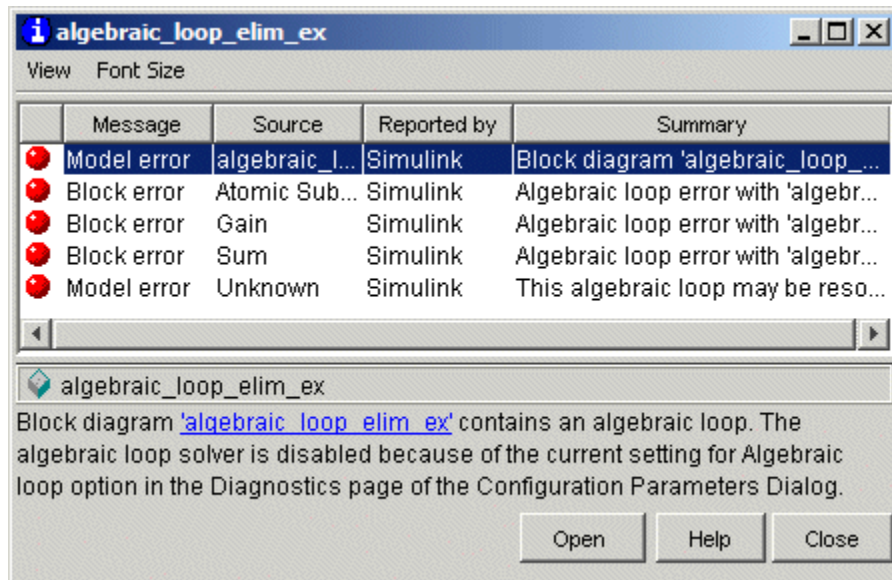 algebraic_loop_elim_ex
View Font Size
Message Source Reported by Summary
Model error algebraic_l... Simulink Block diagram 'algebraic_loop_...
Block error Atomic Sub... Simulink Algebraic loop error with 'algebr...
Block error Gain Simulink Algebraic loop error with 'algebr...
Block error Sum Simulink Algebraic loop error with 'algebr...
Model error Unknown Simulink This algebraic loop may be reso...
algebraic_loop_elim_ex
Block diagram 'algebraic_loop_elim_ex' contains an algebraic loop. The
algebraic loop solver is disabled because of the current setting for Algebraic
loop option in the Diagnostics page of the Configuration Parameters Dialog.
Open Help Close